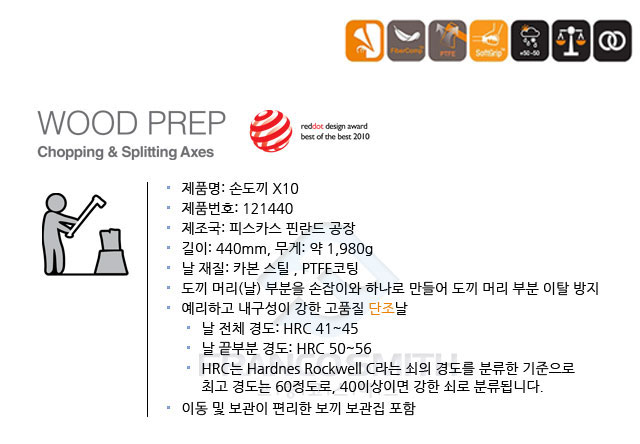 FiberComp
PTFE
SoftGrip
+50~-50
WOOD PREP
Chopping & Splitting Axes
reddot design award
best of the best 2010
제품명: 손도끼 X10
제품번호: 121440
제조국: 피스카스 핀란드 공장
길이: 440mm, 무게: 약 1,980g
날 재질: 카본 스틸 , PTFE코팅
도끼 머리(날) 부분을 손잡이와 하나로 만들어 도끼 머리 부분 이탈 방지
예리하고 내구성이 강한 고품질 단조날
날 전체 경도: HRC 41~45
날 끝부분 경도: HRC 50~56
HRC는 Hardnes Rockwell C라는 쇠의 경도를 분류한 기준으로
최고 경도는 60정도로, 40이상이면 강한 쇠로 분류됩니다.
이동 및 보관이 편리한 보끼 보관집 포함